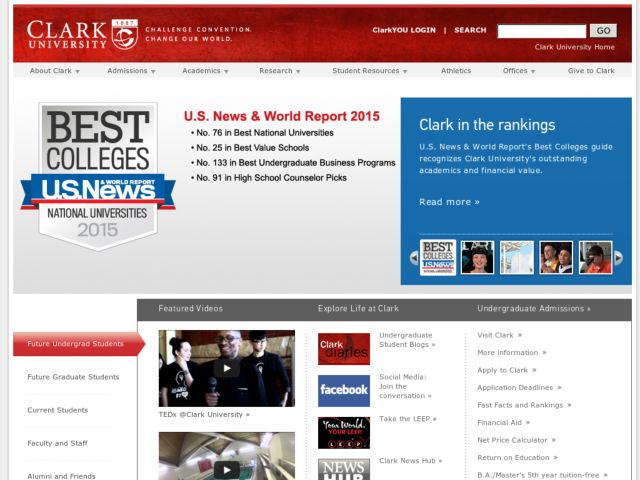 CLARK
UNIVERSITY
1887
CHALLENGE CONVENTION.
CHANGE OUR WORLD.
ClarkYOU LOGIN | SEARCH
GO
Clark University Home
About Clark
Admissions
Academics
Research
Student Resources
Athletics
Offices
Give to Clark
BEST
COLLEGES
U.S.News
& WORLD REPORT
NATIONAL UNIVERSITIES
2015
U.S. News & World Report 2015
• No. 76 in Best National Universities
• No. 25 in Best Value Schools
• No. 133 in Best Undergraduate Business Programs
• No. 91 in High School Counselor Picks
Clark in the rankings
U.S. News & World Report's Best Colleges guide
recognizes Clark University's outstanding
academics and financial value.
Read more »
BEST
COLLEGES
U.S.News
NATIONAL UNIVERSITIES
Future Undergrad Students
Future Graduate Students
Current Students
Faculty and Staff
Alumni and Friends
Featured Videos
TEDx @Clark University »
Explore Life at Clark
Clark
diaries
Undergraduate
Student Blogs »
facebook
Social Media:
Join the
conversation »
Your World.
YOUR LEEP.
LEEP
Take the LEEP »
NEWS
HUB
Clark News Hub »
Undergraduate Admissions »
Visit Clark »
More information »
Apply to Clark »
Application Deadlines »
Fast Facts and Rankings »
Financial Aid »
Net Price Calculator »
Return on Education »
B.A./Master's 5th year tuition-free »